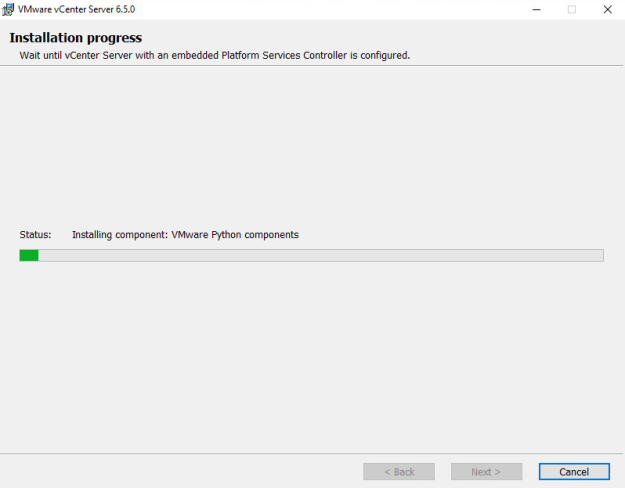 VMware vCenter Server 6.5.0
Installation progress
Wait until vCenter Server with an embedded Platform Services Controller is configured.
Status: Installing component: VMware Python components
< Back Next > Cancel